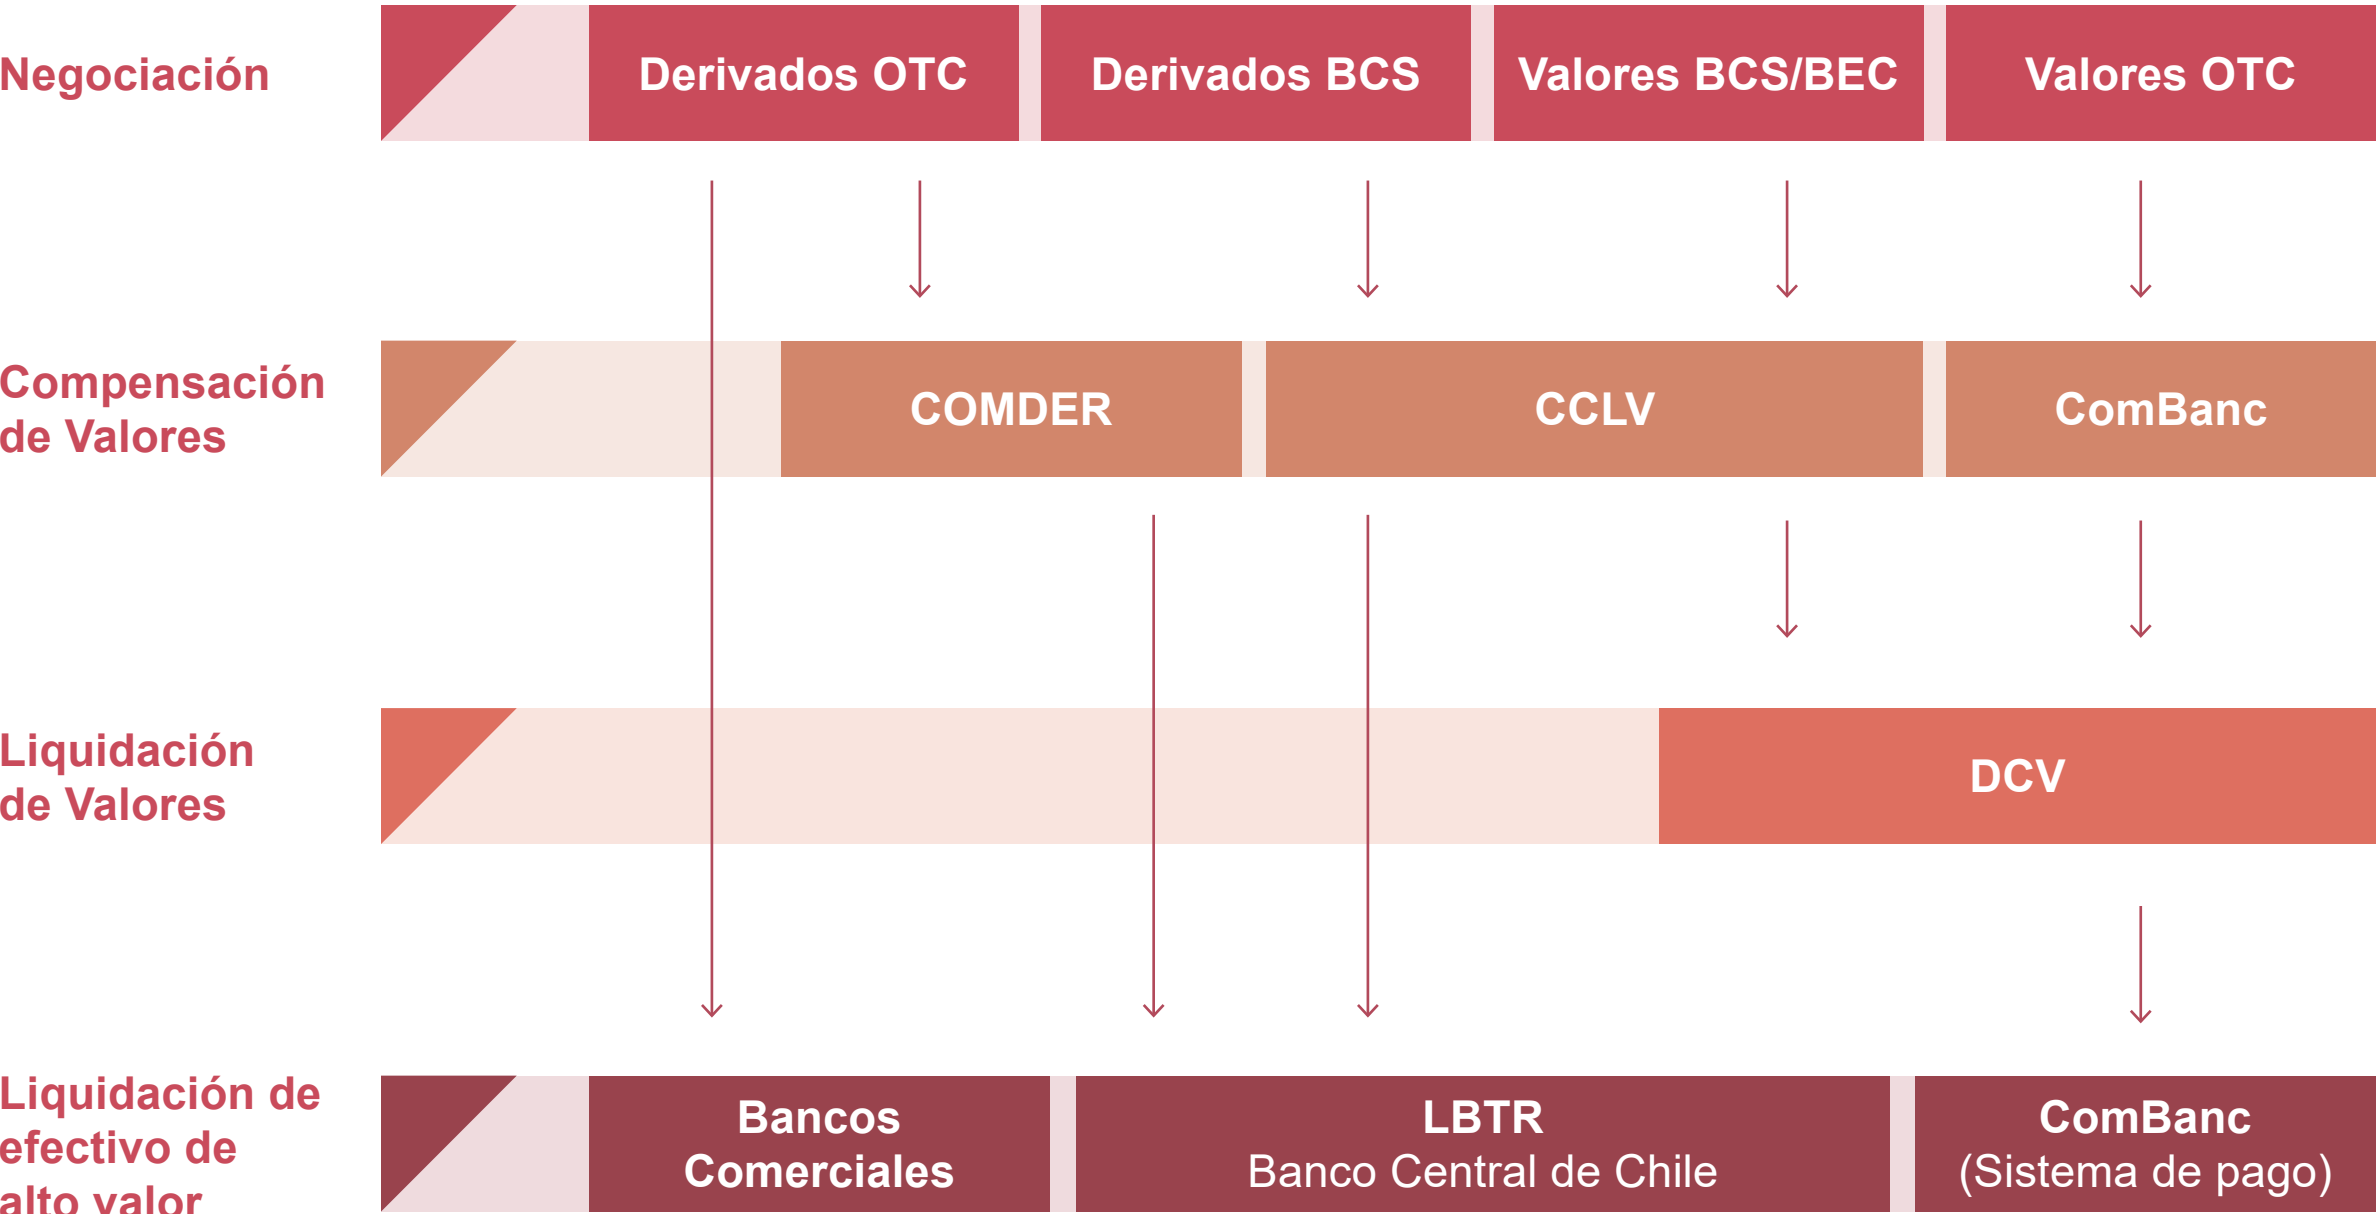 Negociación
Derivados OTC
Derivados BCS
Valores BCS/BEC
Valores OTC
Compensación
de Valores
COMDER
CCLV
ComBanc
Liquidación
de Valores
DCV
Liquidación de
efectivo de
alto valor
Bancos
Comerciales
LBTR
Banco Central de Chile
ComBanc
(Sistema de pago)